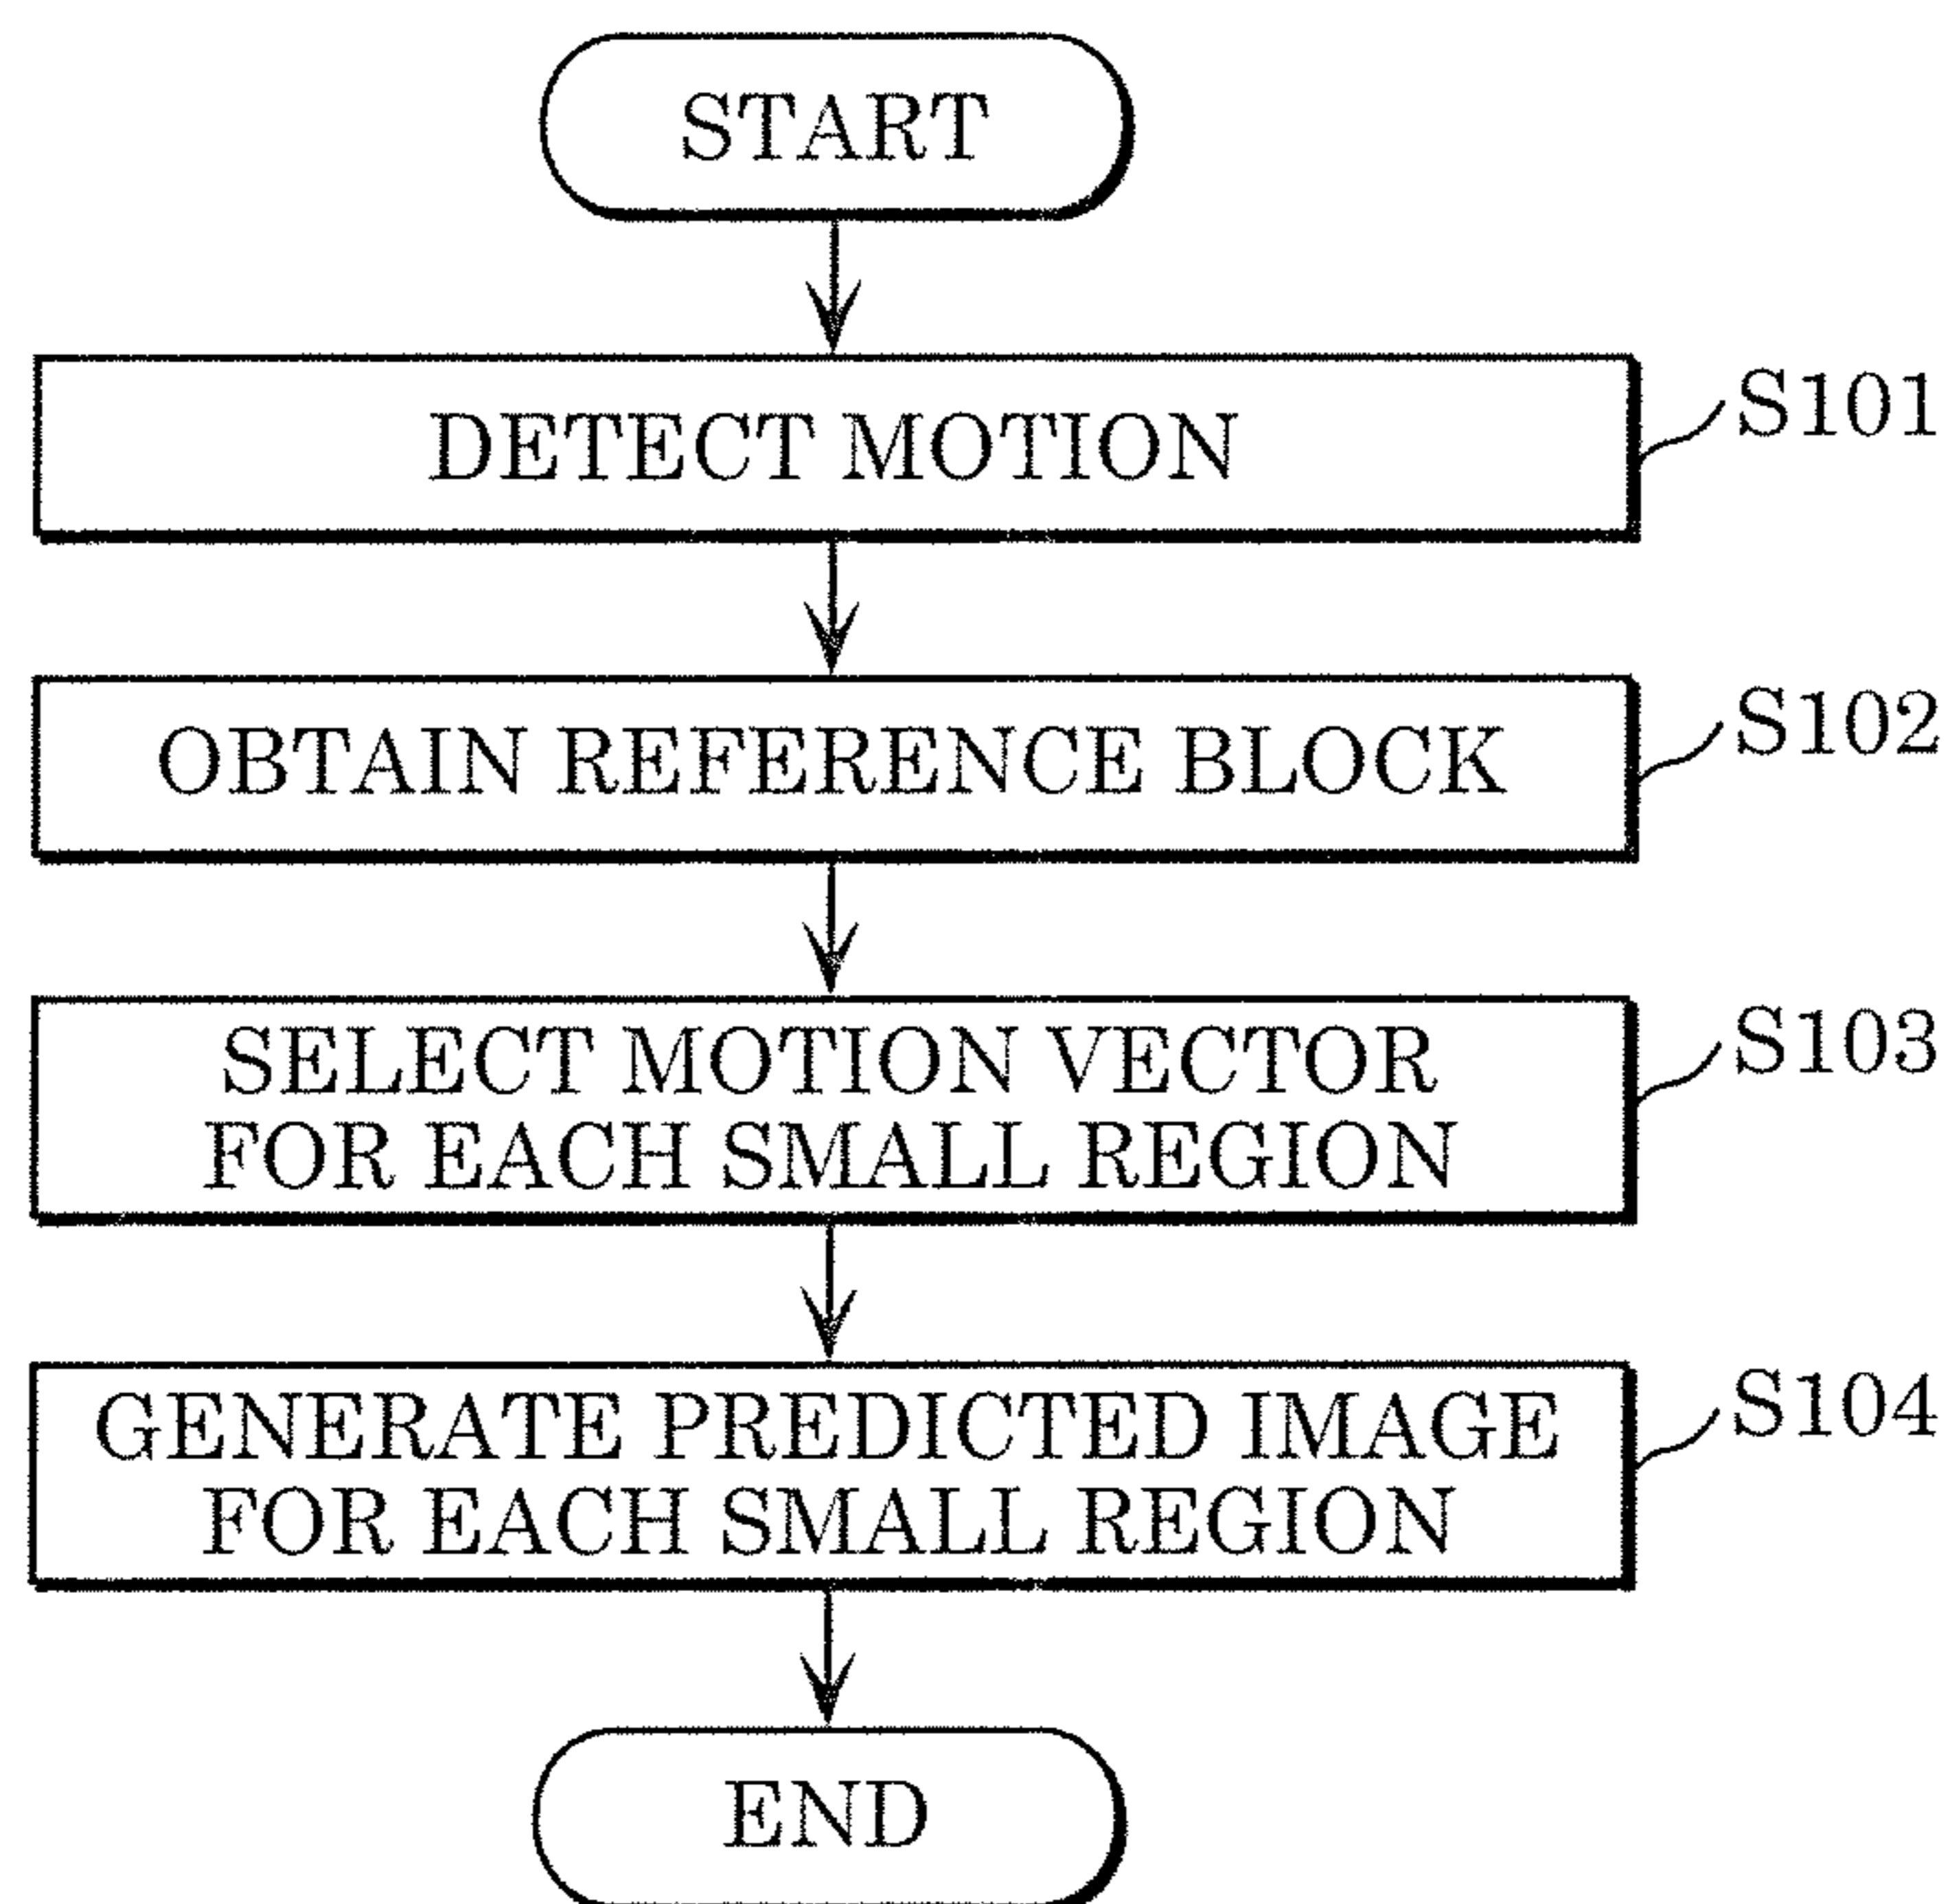 START
DETECT MOTION
S101
OBTAIN REFERENCE BLOCK
S102
SELECT MOTION VECTOR
FOR EACH SMALL REGION
S103
GENERATE PREDICTED IMAGE
FOR EACH SMALL REGION
S104
END